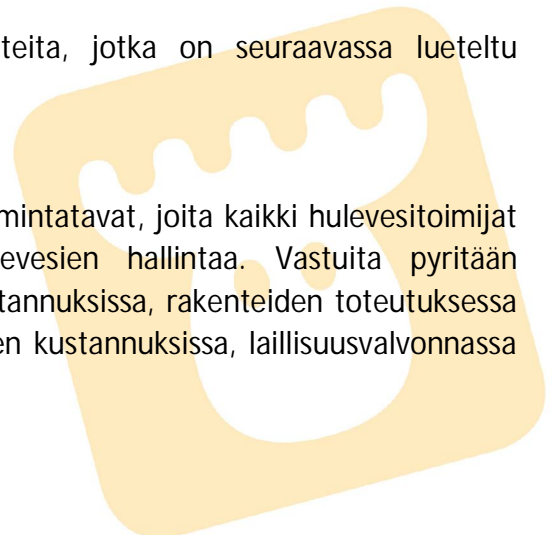 teita, jotka on seuraavassa lueteltu
mintatavat, joita kaikki hulevesitoimijat
evesien hallintaa. Vastuita pyritään
tannuksissa, rakenteiden toteutuksessa
en kustannuksissa, laillisuusvalvonnassa